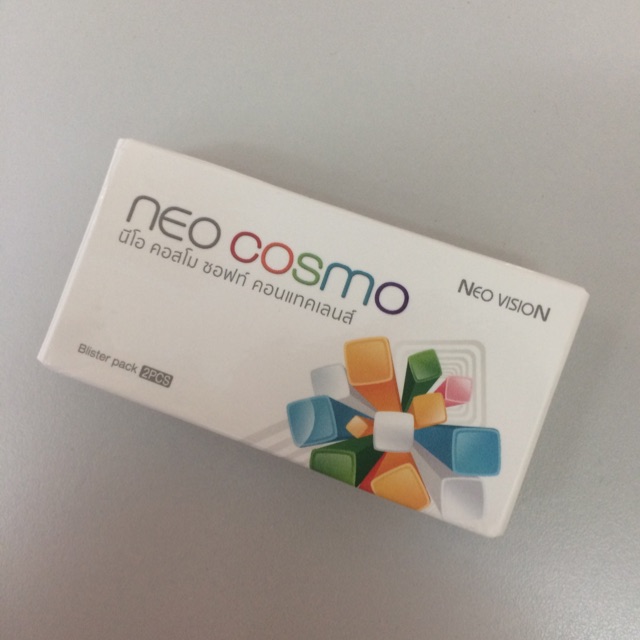 neo cosmo
นีโอ คอสโม ซอฟท์ คอนแทคเลนส์
NEO VISION
Blister pack 2PCS